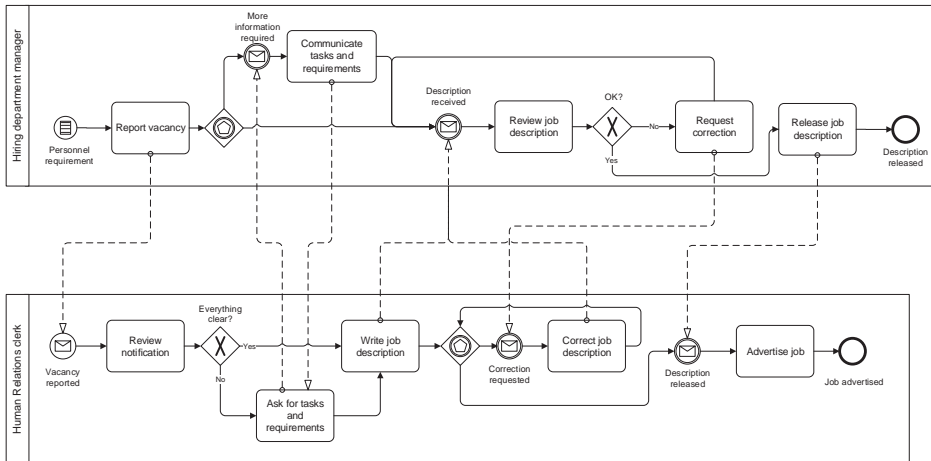 Hiring department manager
More
information
required
Communicate
tasks and
requirements
Description
received
OK?
Report vacancy
Personnel
requirement
Review job
description
No
Yes
Request
correction
Release job
description
Description
released
Human Relations clerk
Everything
clear?
Vacancy
reported
Review
notification
Yes
No
Ask for tasks
and
requirements
Write job
description
Correction
requested
Correct job
description
Description
released
Advertise job
Job advertised